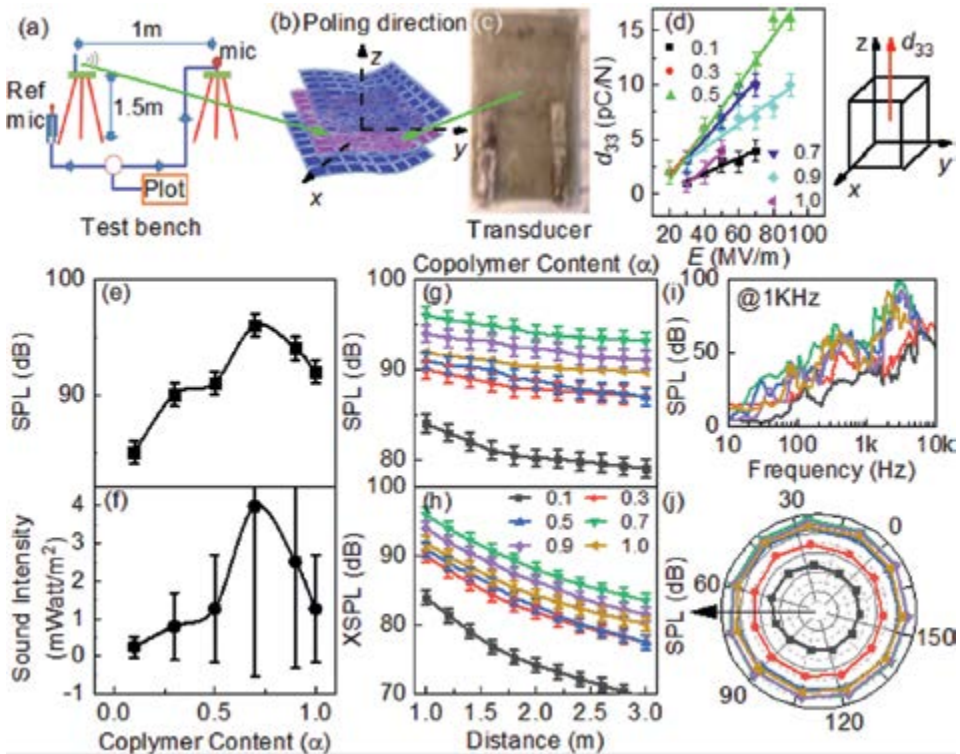 (a)
1m
mic
Ref
mic
1.5m
Plot
Test bench
(b) Poling direction
z
y
x
(c)
Transducer
(d)
d33 (pC/N)
15
10
5
0
0.1
0.3
0.5
0.7
0.9
1.0
20 40 60 80 100
E (MV/m)
z
d33
x
y
(e)
100
90
SPL (dB)
(f)
4
3
2
1
0
-1
Sound Intensity
(mWatt/m²)
0.0 0.5 1.0
Coplymer Content (α)
Copolymer Content (α)
(g)
100
90
80
SPL (dB)
(h)
0.1 0.3
0.5 0.7
0.9 1.0
100
90
80
70
XSPL (dB)
1.0 1.5 2.0 2.5 3.0
Distance (m)
(i)
@1KHz
100
50
0
SPL (dB)
10 100 1k 10k
Frequency (Hz)
(j)
30
0
60
150
90
120
SPL (dB)